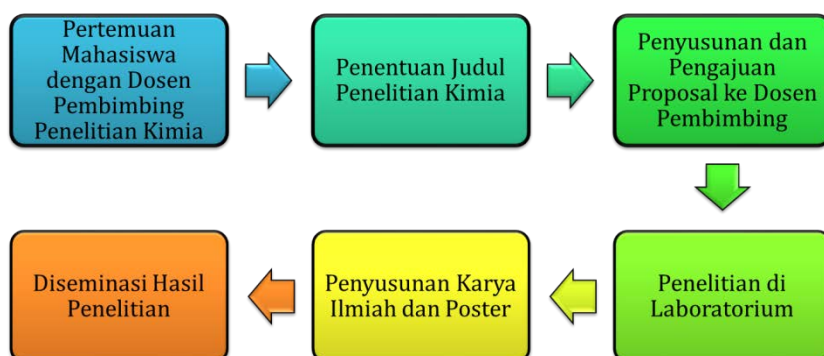 Pertemuan
Mahasiswa
dengan Dosen
Pembimbing
Penelitian Kimia
Penentuan Judul
Penelitian Kimia
Penyusunan dan
Pengajuan
Proposal ke Dosen
Pembimbing
Penelitian di
Laboratorium
Penyusunan Karya
Ilmiah dan Poster
Diseminasi Hasil
Penelitian